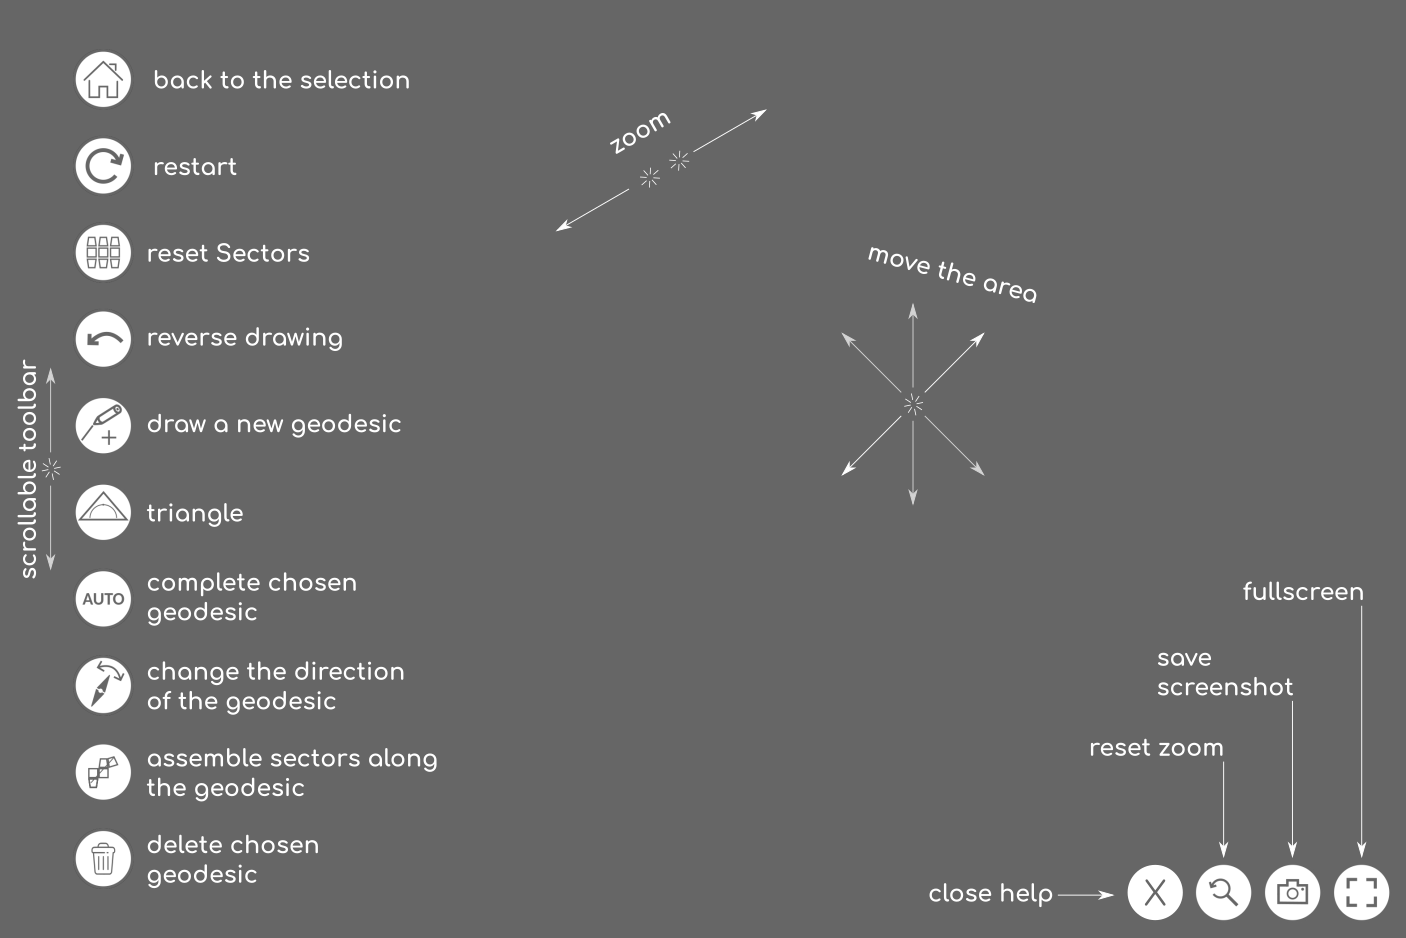 back to the selection
restart
reset Sectors
reverse drawing
draw a new geodesic
triangle
AUTO
complete chosen
geodesic
change the direction
of the geodesic
assemble sectors along
the geodesic
delete chosen
geodesic
scrollable toolbar
zoom
move the area
fullscreen
save
screenshot
reset zoom
close help
X